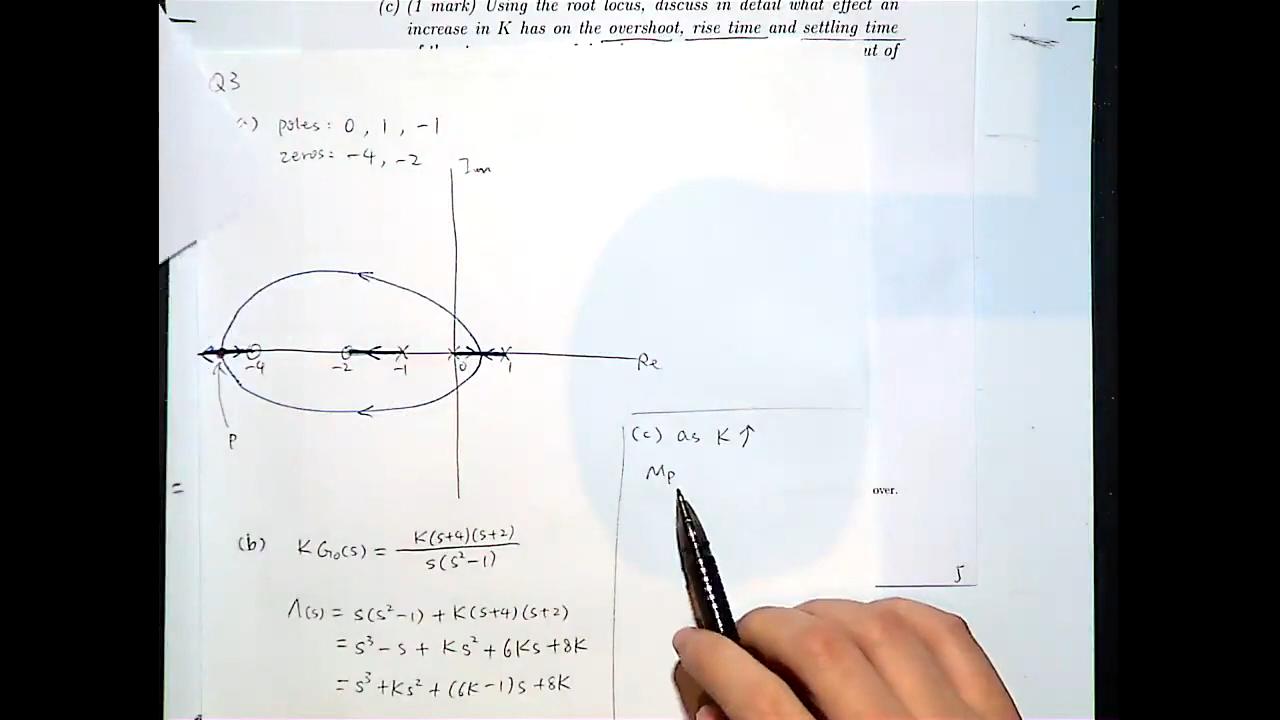 (c) (1 mark) Using the root locus, discuss in detail what effect an
increase in K has on the overshoot, rise time and settling time
ut of
Q3
poles: 0, 1, -1
zeros: -4, -2
Im
-4 -2 -1 0 1 Re
P
(c) as K↑
Mp
over.
(b) KG₀(s) = K(s+4)(s+2) / s(s²-1)
5
Λ(s) = s(s²-1) + K(s+4)(s+2)
= s³ - s + Ks² + 6Ks + 8K
= s³ + Ks² + (6K-1)s + 8K